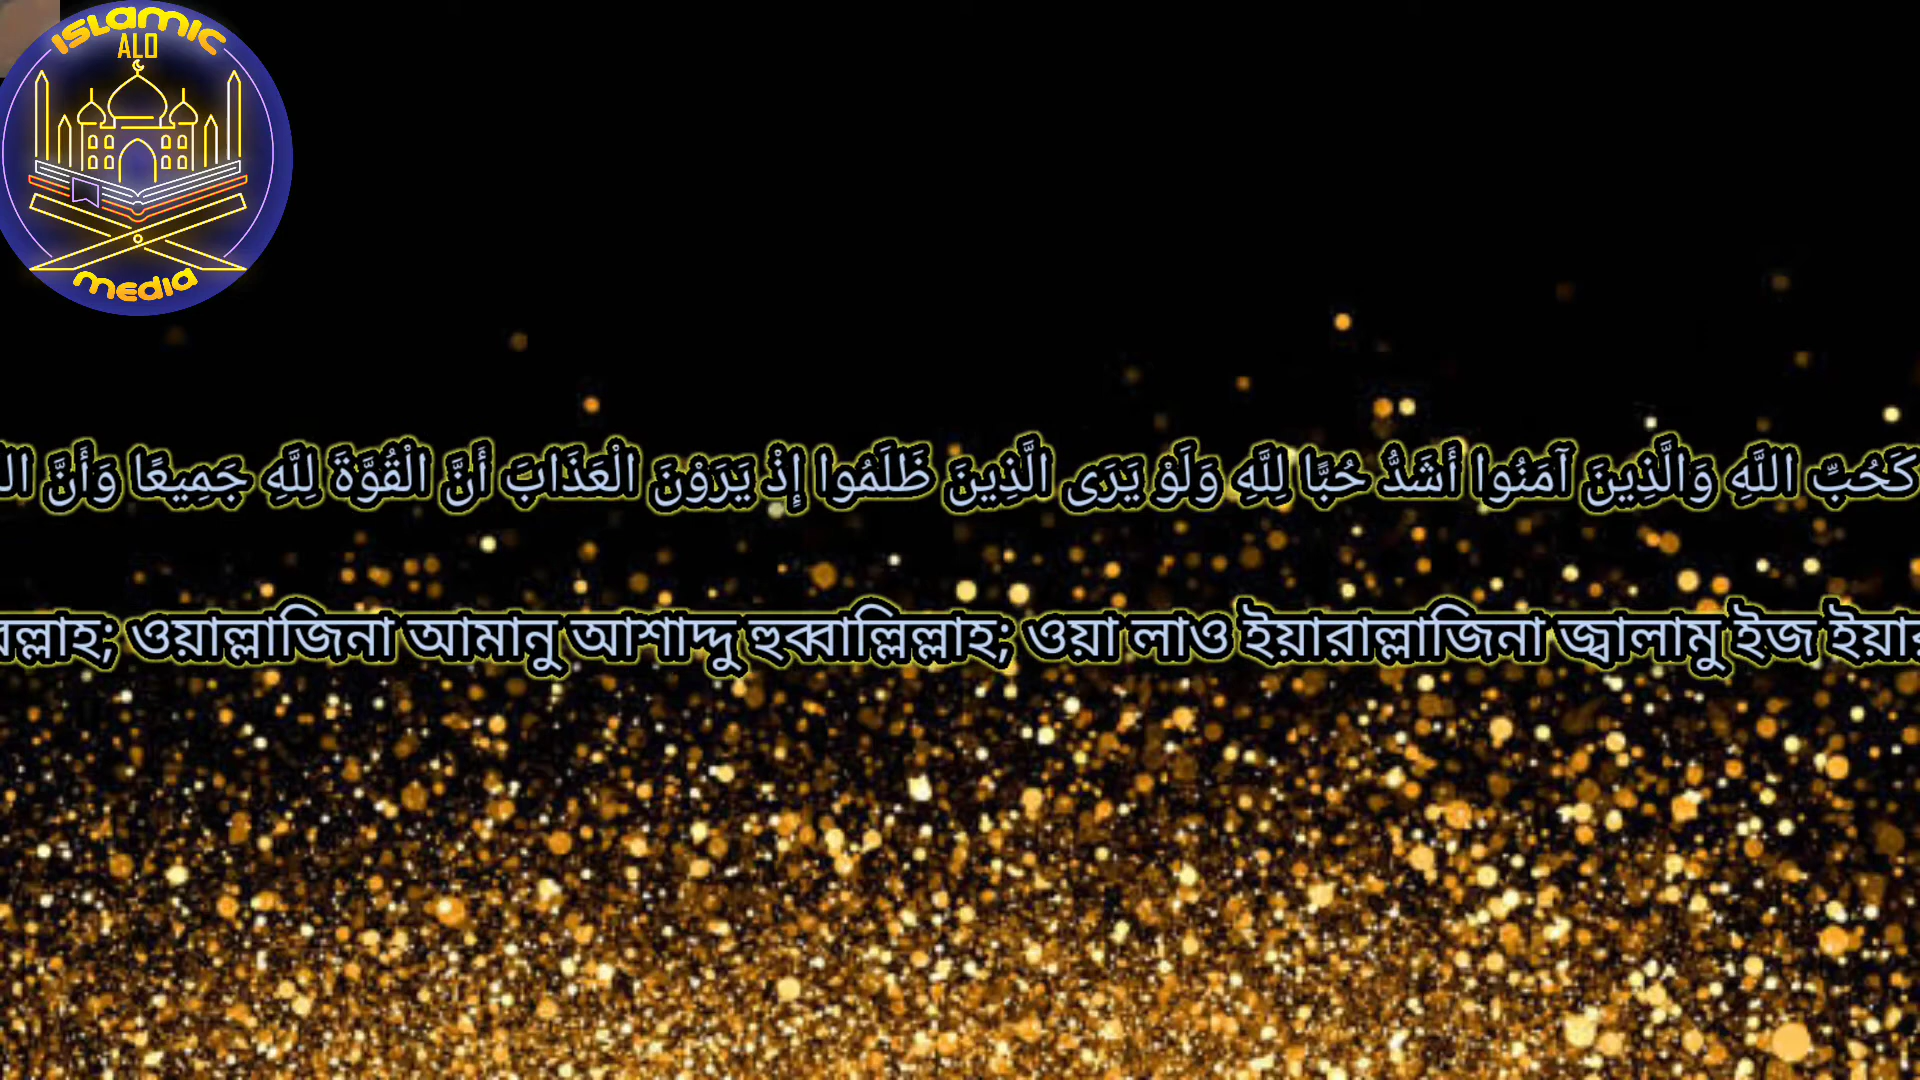 ISLAMIC
ALO
MEDIA
كَحُبِّ اللَّهِ وَالَّذِينَ آمَنُوا أَشَدُّ حُبًّا لِلَّهِ وَلَوْ يَرَى الَّذِينَ ظَلَمُوا إِذْ يَرَوْنَ الْعَذَابَ أَنَّ الْقُوَّةَ لِلَّهِ جَمِيعًا وَأَنَّ
ওয়াল্লাজিনা আমানু আশাদ্দু হুব্বাল্লিল্লাহ; ওয়া লাও ইয়ারাল্লাজিনা জ্বালামু ইজ